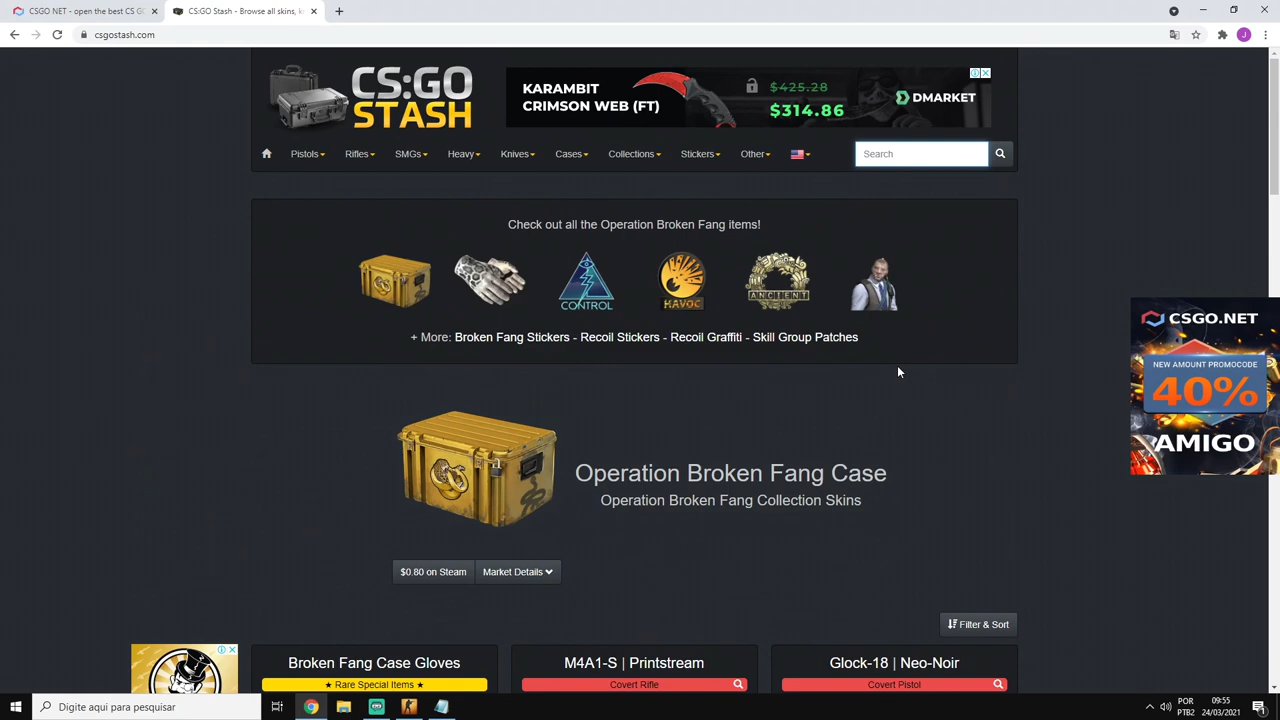 CSGO NET - open the best CS G
CS:GO Stash - Browse all skins, k
csgostash.com
J
CS:GO
STASH
KARAMBIT
CRIMSON WEB (FT)
$425.28
$314.86
DMARKET
Pistols
Rifles
SMGs
Heavy
Knives
Cases
Collections
Stickers
Other
Search
Check out all the Operation Broken Fang items!
CONTROL
HAVOC
ANCIENT
+ More: Broken Fang Stickers - Recoil Stickers - Recoil Graffiti - Skill Group Patches
CSGO.NET
NEW AMOUNT PROMOCODE
40%
AMIGO
Operation Broken Fang Case
Operation Broken Fang Collection Skins
$0.80 on Steam
Market Details
Filter & Sort
Broken Fang Case Gloves
★ Rare Special Items ★
M4A1-S | Printstream
Covert Rifle
Glock-18 | Neo-Noir
Covert Pistol
Digite aqui para pesquisar
POR
PTB2
09:55
24/03/2021
1